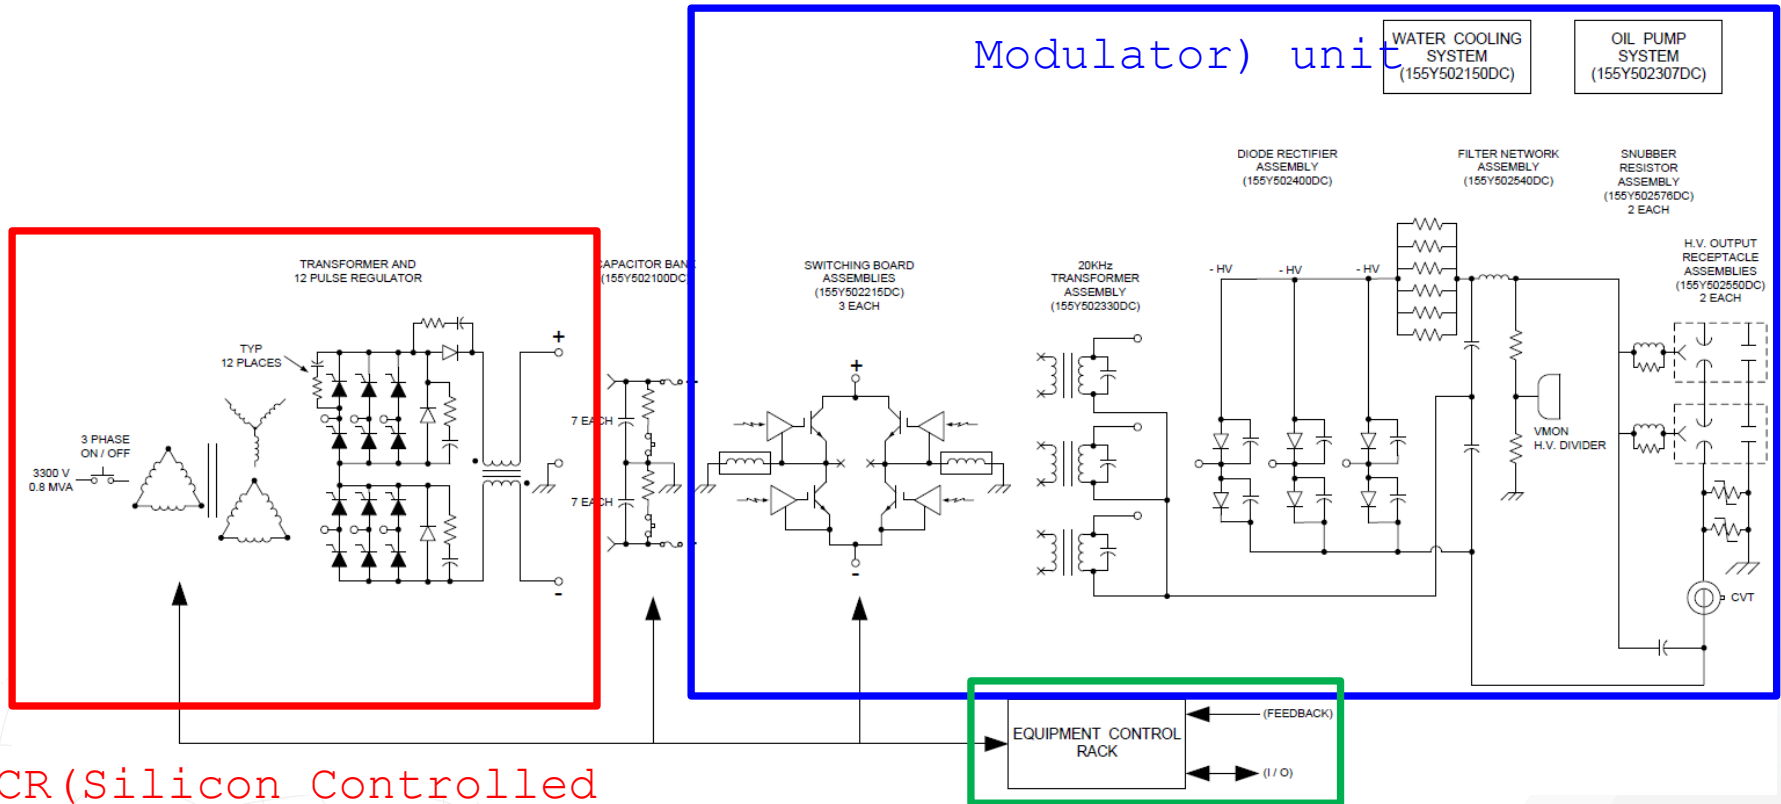 Modulator) unit
WATER COOLING
SYSTEM
(155Y502150DC)
OIL PUMP
SYSTEM
(155Y502307DC)
DIODE RECTIFIER
ASSEMBLY
(155Y502400DC)
FILTER NETWORK
ASSEMBLY
(155Y502540DC)
SNUBBER
RESISTOR
ASSEMBLY
(155Y502576DC)
2 EACH
H.V. OUTPUT
RECEPTACLE
ASSEMBLIES
(155Y502550DC)
2 EACH
TRANSFORMER AND
12 PULSE REGULATOR
CAPACITOR BANK
(155Y502100DC)
SWITCHING BOARD
ASSEMBLIES
(155Y502215DC)
3 EACH
20KHz
TRANSFORMER
ASSEMBLY
(155Y502330DC)
- HV
- HV
- HV
TYP
12 PLACES
+
+
-
-
7 EACH
7 EACH
3 PHASE
ON / OFF
3300 V
0.8 MVA
VMON
H.V. DIVIDER
CVT
EQUIPMENT CONTROL
RACK
(FEEDBACK)
(I / O)
CR(Silicon Controlled